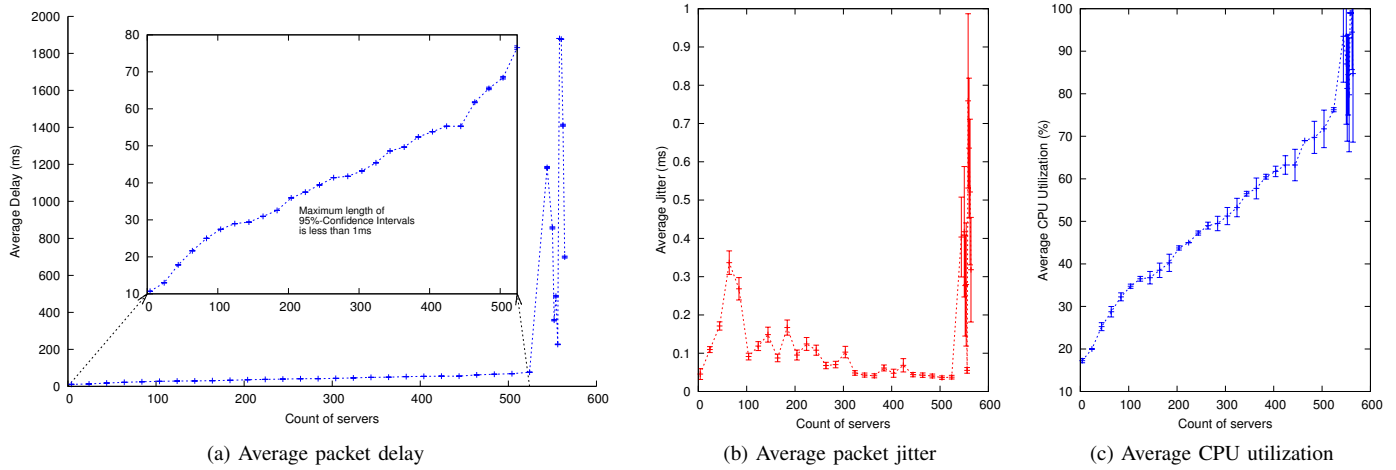 2000
1800
1600
1400
1200
1000
800
600
400
200
0
Average Delay (ms)
80
70
60
50
40
30
20
10
0 100 200 300 400 500
Maximum length of
95%-Confidence Intervals
is less than 1ms
0 100 200 300 400 500 600
Count of servers
(a) Average packet delay
1
0.9
0.8
0.7
0.6
0.5
0.4
0.3
0.2
0.1
0
Average Jitter (ms)
0 100 200 300 400 500 600
Count of servers
(b) Average packet jitter
100
90
80
70
60
50
40
30
20
10
Average CPU Utilization (%)
0 100 200 300 400 500 600
Count of servers
(c) Average CPU utilization